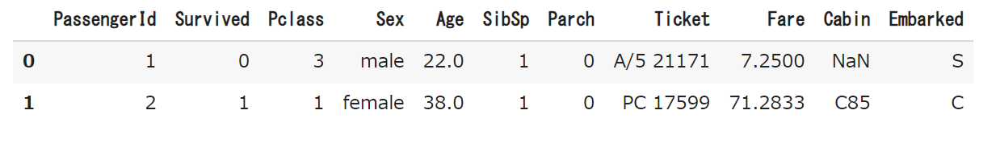 PassengerId Survived Pclass Sex Age SibSp Parch Ticket Fare Cabin Embarked
0 1 0 3 male 22.0 1 0 A/5 21171 7.2500 NaN S
1 2 1 1 female 38.0 1 0 PC 17599 71.2833 C85 C